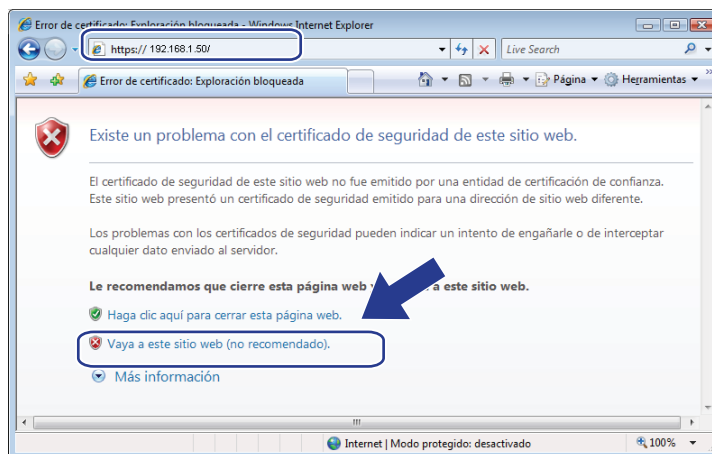 Error de certificado: Exploración bloqueada - Windows Internet Explorer
https:// 192.168.1.50/
Live Search
Error de certificado: Exploración bloqueada
Página
Herramientas
Existe un problema con el certificado de seguridad de este sitio web.
El certificado de seguridad de este sitio web no fue emitido por una entidad de certificación de confianza.
Este sitio web presentó un certificado de seguridad emitido para una dirección de sitio web diferente.
Los problemas con los certificados de seguridad pueden indicar un intento de engañarle o de interceptar
cualquier dato enviado al servidor.
Le recomendamos que cierre esta página web a este sitio web.
Haga clic aquí para cerrar esta página web.
Vaya a este sitio web (no recomendado).
Más información
Internet | Modo protegido: desactivado
100%